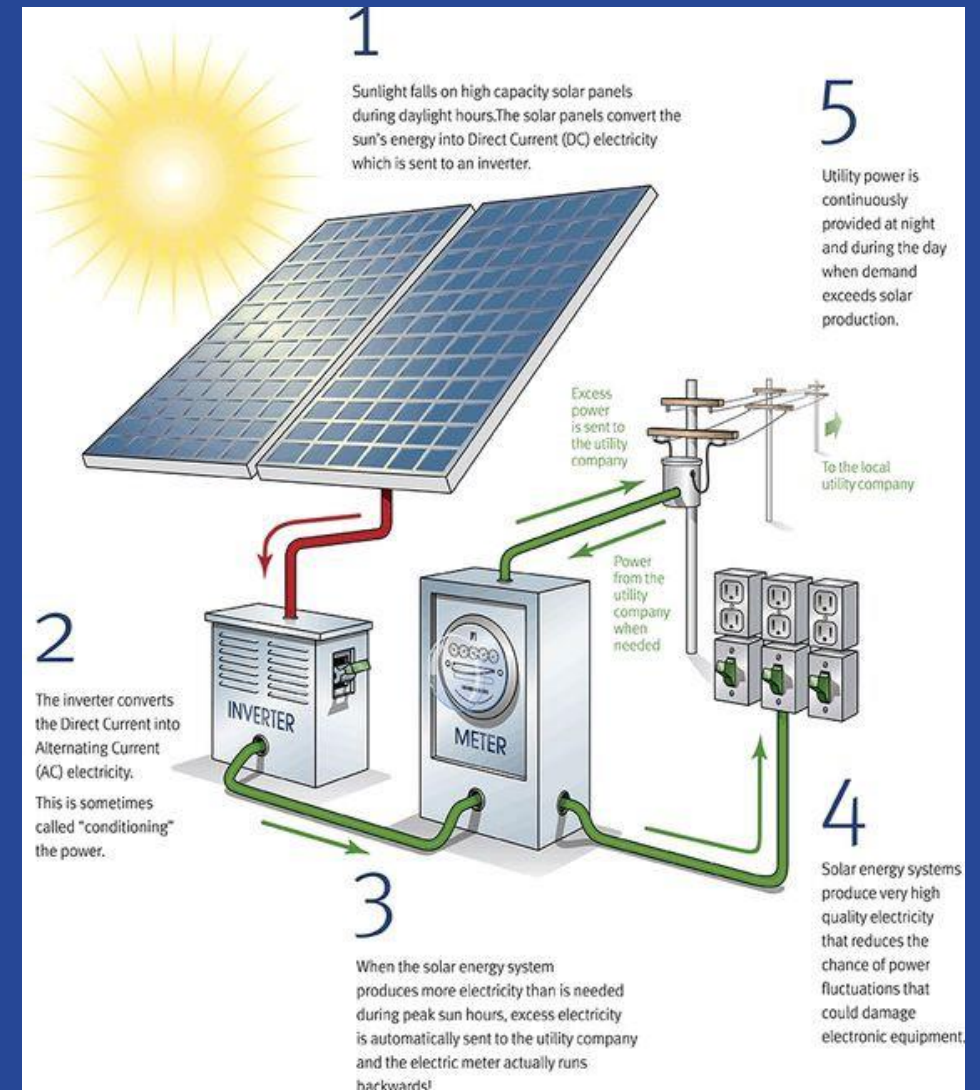 1
Sunlight falls on high capacity solar panels
during daylight hours.The solar panels convert the
sun's energy into Direct Current (DC) electricity
which is sent to an inverter.
5
Utility power is
continuously
provided at night
and during the day
when demand
exceeds solar
production.
Excess
power
is sent to
the utility
company
To the local
utility company
Power
from the
utility
company
when
needed
2
The inverter converts
the Direct Current into
Alternating Current
(AC) electricity.
This is sometimes
called "conditioning"
the power.
INVERTER
METER
3
When the solar energy system
produces more electricity than is needed
during peak sun hours, excess electricity
is automatically sent to the utility company
and the electric meter actually runs
backwards!
4
Solar energy systems
produce very high
quality electricity
that reduces the
chance of power
fluctuations that
could damage
electronic equipment.